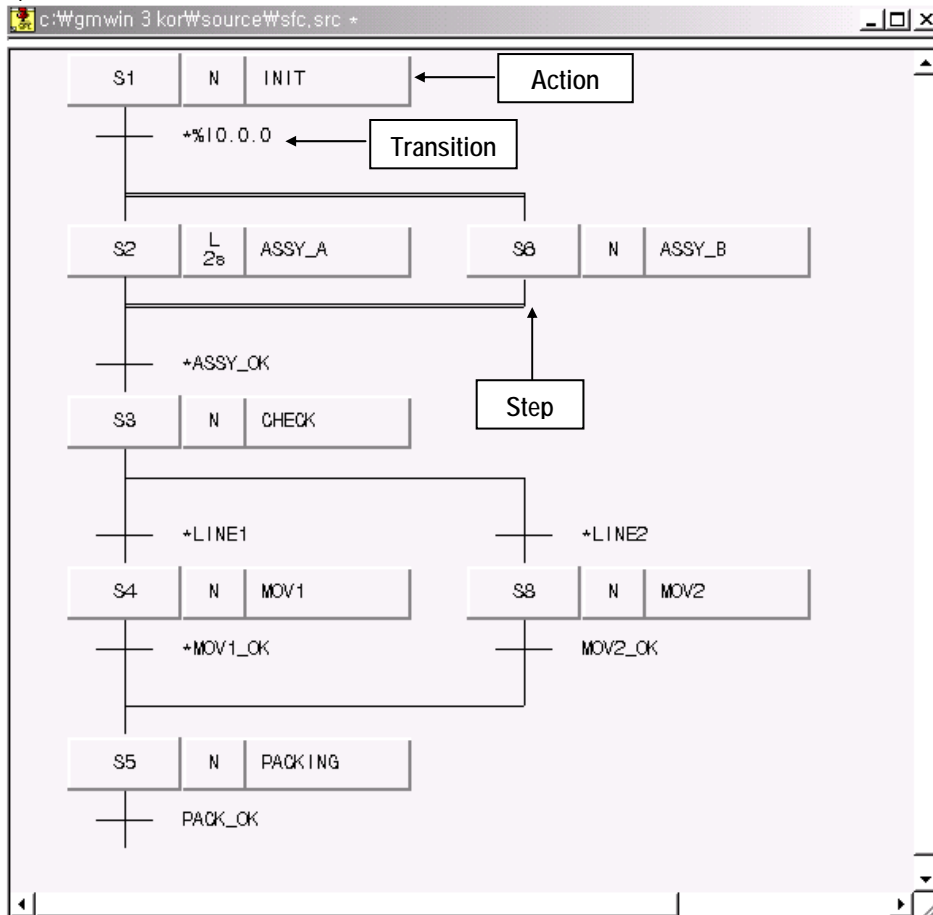 c:₩gmwin 3 kor₩source₩sfc.src *
S1 N INIT Action
*%I0.0.0 Transition
S2 L 2s ASSY_A S6 N ASSY_B
*ASSY_OK
Step
S3 N CHECK
*LINE1 *LINE2
S4 N MOV1 S8 N MOV2
*MOV1_OK MOV2_OK
S5 N PACKING
PACK_OK